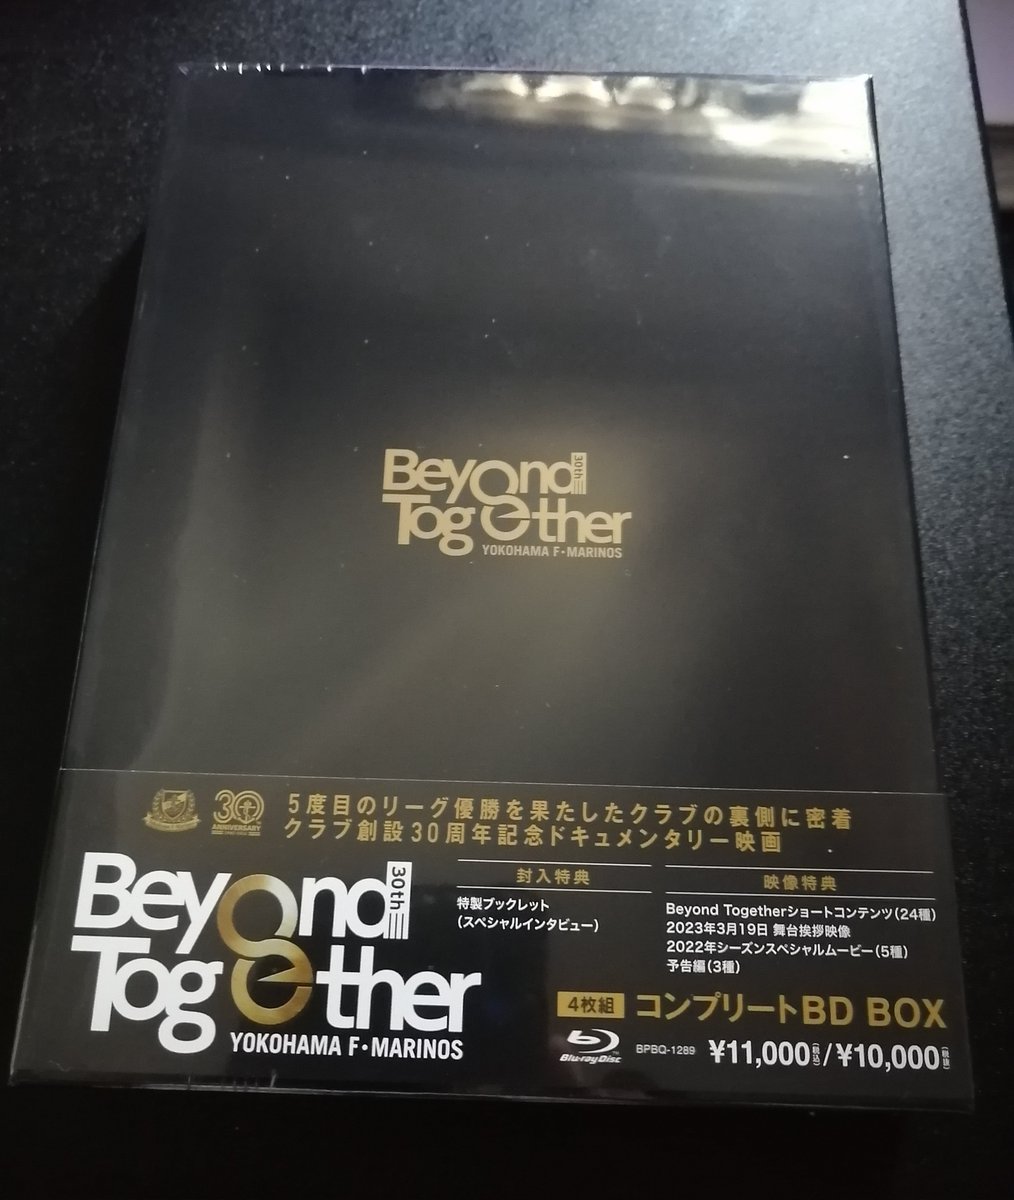 Beyond 30th
Together
YOKOHAMA F・MARINOS
30
ANNIVERSARY
5度目のリーグ優勝を果たしたクラブの裏側に密着
クラブ創設30周年記念ドキュメンタリー映画
Beyond 30th
Together
YOKOHAMA F・MARINOS
封入特典
特製ブックレット
(スペシャルインタビュー)
映像特典
Beyond Togetherショートコンテンツ(24種)
2023年3月19日 舞台挨拶映像
2022年シーズンスペシャルムービー(5種)
予告編(3種)
4枚組 コンプリートBD BOX
Blu-ray Disc BPBQ-1289 ¥11,000(税込)/¥10,000(税抜)